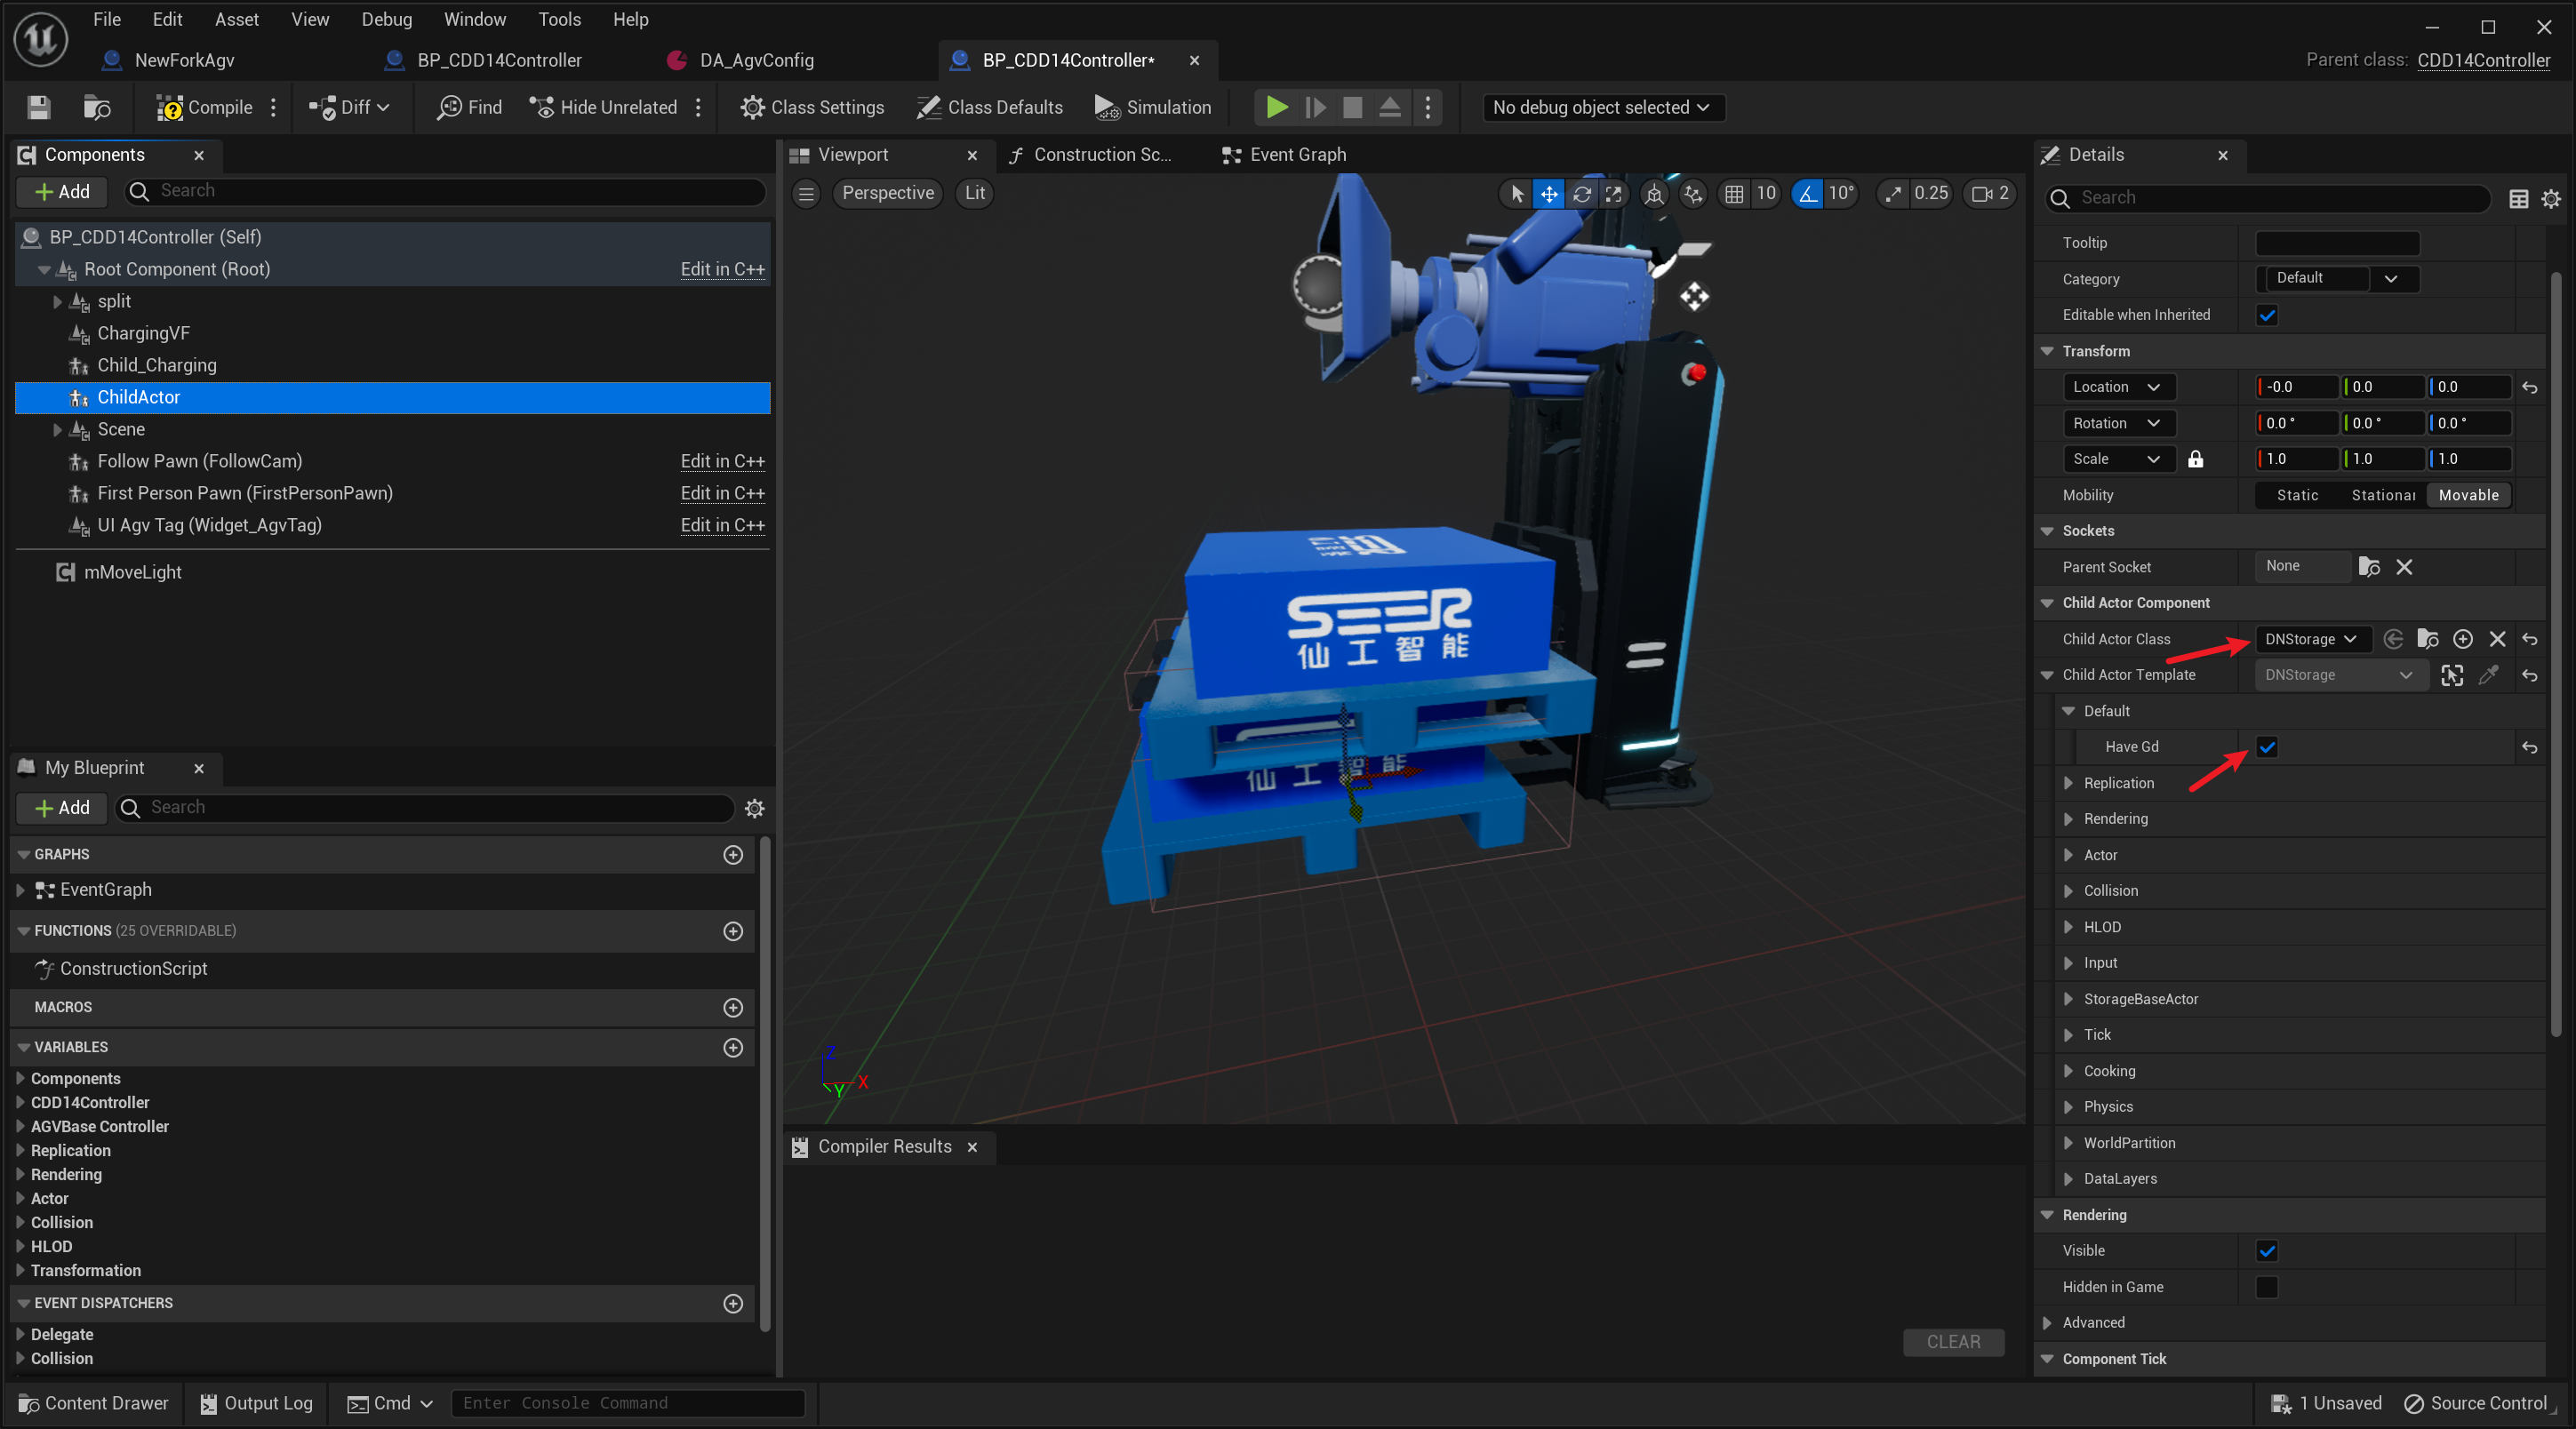 File Edit Asset View Debug Window Tools Help
NewForkAgv BP_CDD14Controller DA_AgvConfig BP_CDD14Controller*
Parent class: CDD14Controller
Compile Diff Find Hide Unrelated Class Settings Class Defaults Simulation No debug object selected
Components
Add Search
BP_CDD14Controller (Self)
Root Component (Root) Edit in C++
split
ChargingVF
Child_Charging
ChildActor
Scene
Follow Pawn (FollowCam) Edit in C++
First Person Pawn (FirstPersonPawn) Edit in C++
UI Agv Tag (Widget_AgvTag) Edit in C++
mMoveLight
My Blueprint
Add Search
GRAPHS
EventGraph
FUNCTIONS (25 OVERRIDABLE)
ConstructionScript
MACROS
VARIABLES
Components
CDD14Controller
AGVBase Controller
Replication
Rendering
Actor
Collision
HLOD
Transformation
EVENT DISPATCHERS
Delegate
Collision
Viewport Construction Sc... Event Graph
Perspective Lit 10 10° 0.25 2
SEER
仙工智能
仙工智能
Z
X
Y
Compiler Results
CLEAR
Details
Search
Tooltip
Category Default
Editable when Inherited
Transform
Location -0.0 0.0 0.0
Rotation 0.0 ° 0.0 ° 0.0 °
Scale 1.0 1.0 1.0
Mobility Static Stationar Movable
Sockets
Parent Socket None
Child Actor Component
Child Actor Class DNStorage
Child Actor Template DNStorage
Default
Have Gd
Replication
Rendering
Actor
Collision
HLOD
Input
StorageBaseActor
Tick
Cooking
Physics
WorldPartition
DataLayers
Rendering
Visible
Hidden in Game
Advanced
Component Tick
Content Drawer Output Log Cmd Enter Console Command 1 Unsaved Source Control